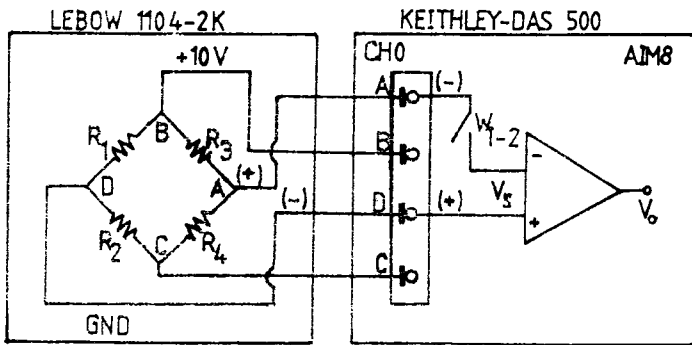 LEBOW 1104-2K
KEITHLEY-DAS 500
+10V
CH0
AIM8
A
(-)
B
R1
R3
W1-2
B
-
D
A
(+)
(-)
D
(+)
Vs
+
Vo
R2
R4
C
C
GND